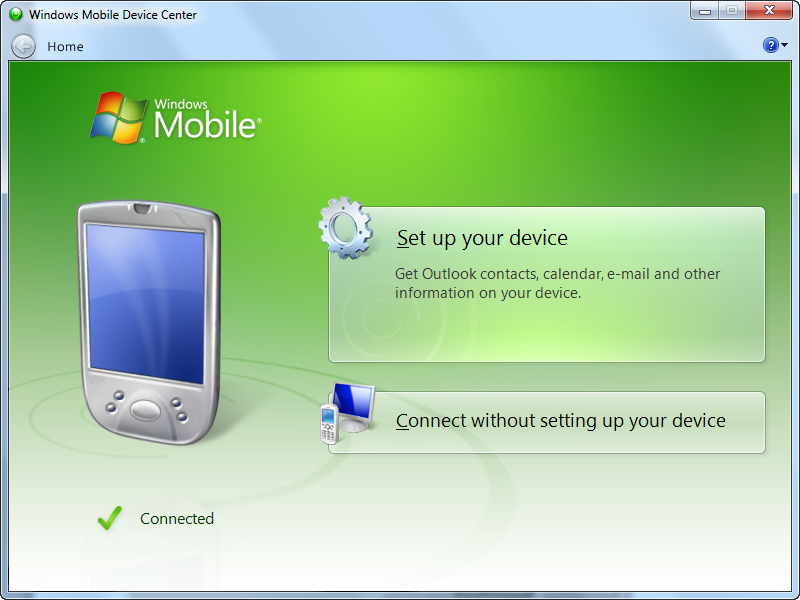 Windows Mobile Device Center
Home
?
Windows
Mobile®
®
Set up your device
Get Outlook contacts, calendar, e-mail and other
information on your device.
Connect without setting up your device
Connected